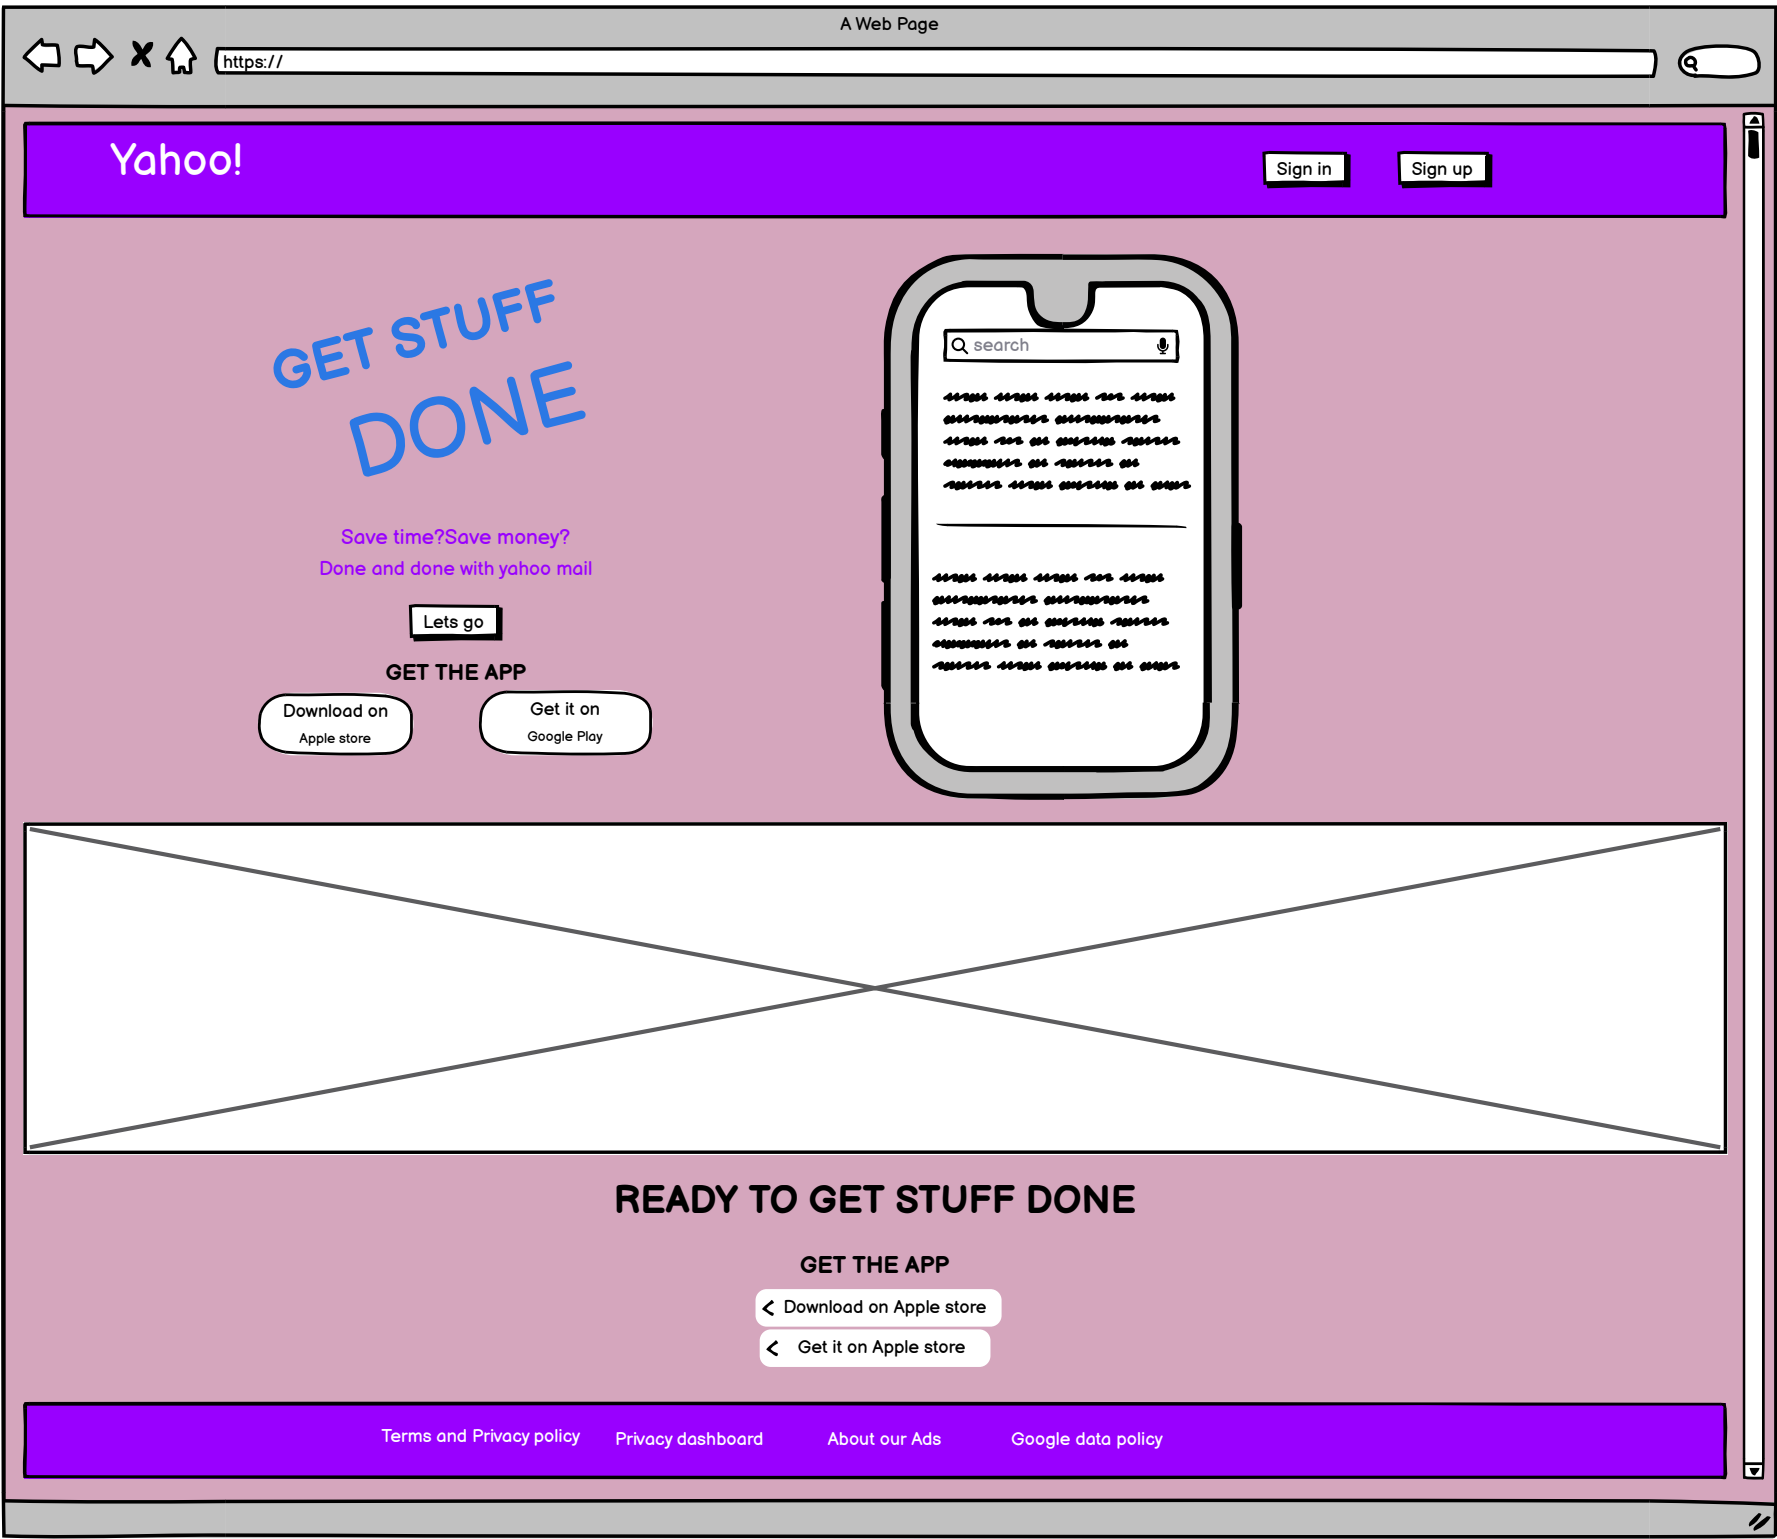 A Web Page
https://
Yahoo!
Sign in
Sign up
GET STUFF
DONE
search
Save time?Save money?
Done and done with yahoo mail
Lets go
GET THE APP
Download on
Apple store
Get it on
Google Play
READY TO GET STUFF DONE
GET THE APP
Download on Apple store
Get it on Apple store
Terms and Privacy policy
Privacy dashboard
About our Ads
Google data policy